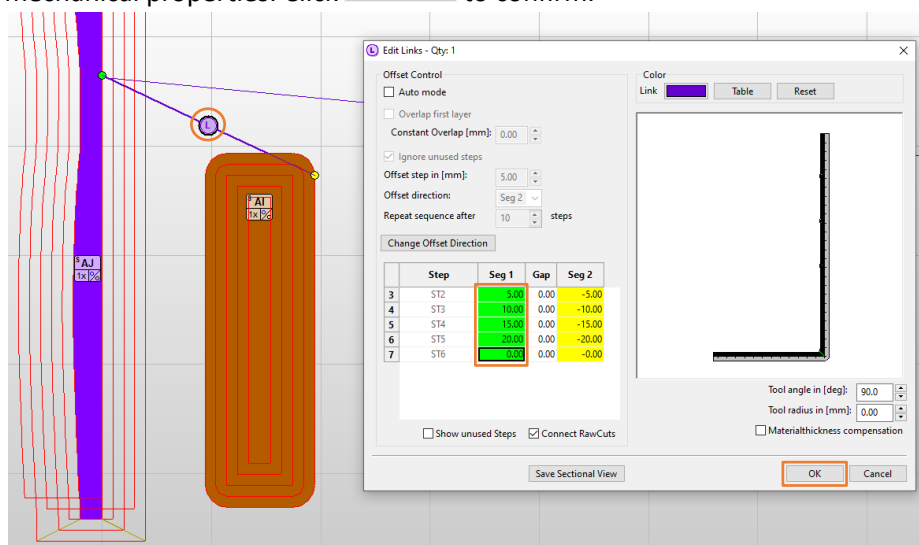 mechanical properties. Click to confirm.
L Edit Links - Qty: 1
Offset Control
Auto mode
Overlap first layer
Constant Overlap [mm]: 0.00
Ignore unused steps
Offset step in [mm]: 5.00
Offset direction: Seg 2
Repeat sequence after 10 steps
Change Offset Direction
Step Seg 1 Gap Seg 2
3 ST2 5.00 0.00 -5.00
4 ST3 10.00 0.00 -10.00
5 ST4 15.00 0.00 -15.00
6 ST5 20.00 0.00 -20.00
7 ST6 0.00 0.00 -0.00
Show unused Steps Connect RawCuts
Color
Link Table Reset
Tool angle in [deg]: 90.0
Tool radius in [mm]: 0.00
Materialthickness compensation
Save Sectional View OK Cancel
L
S AI
1x %
S AJ
1x %